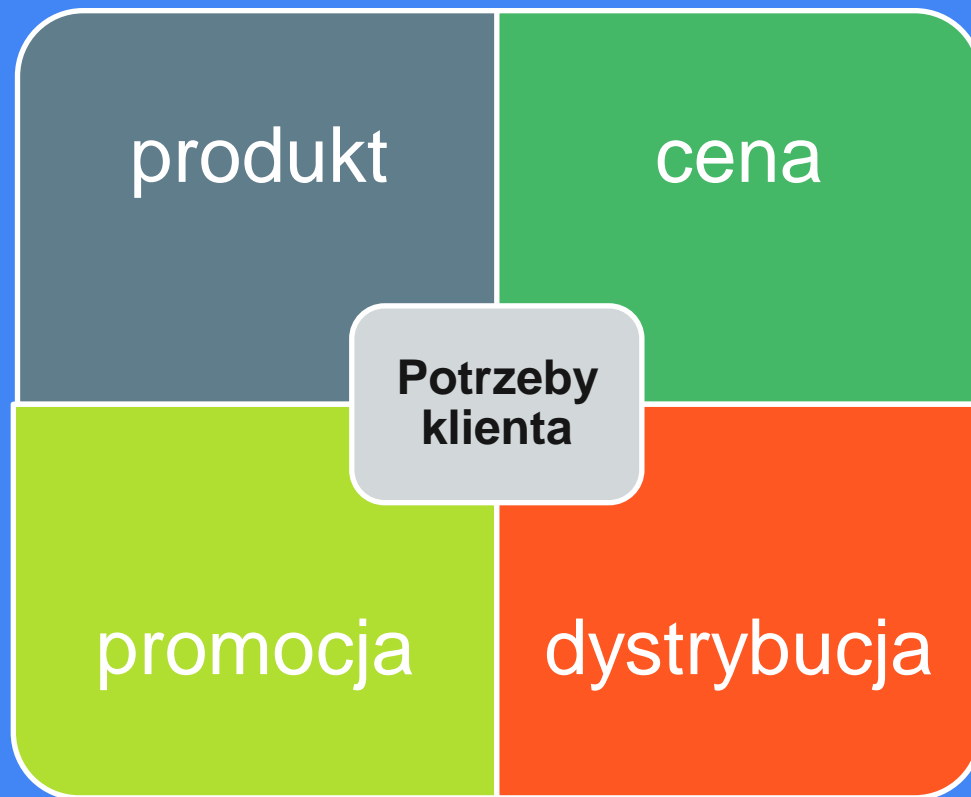 produkt
cena
Potrzeby
klienta
promocja
dystrybucja